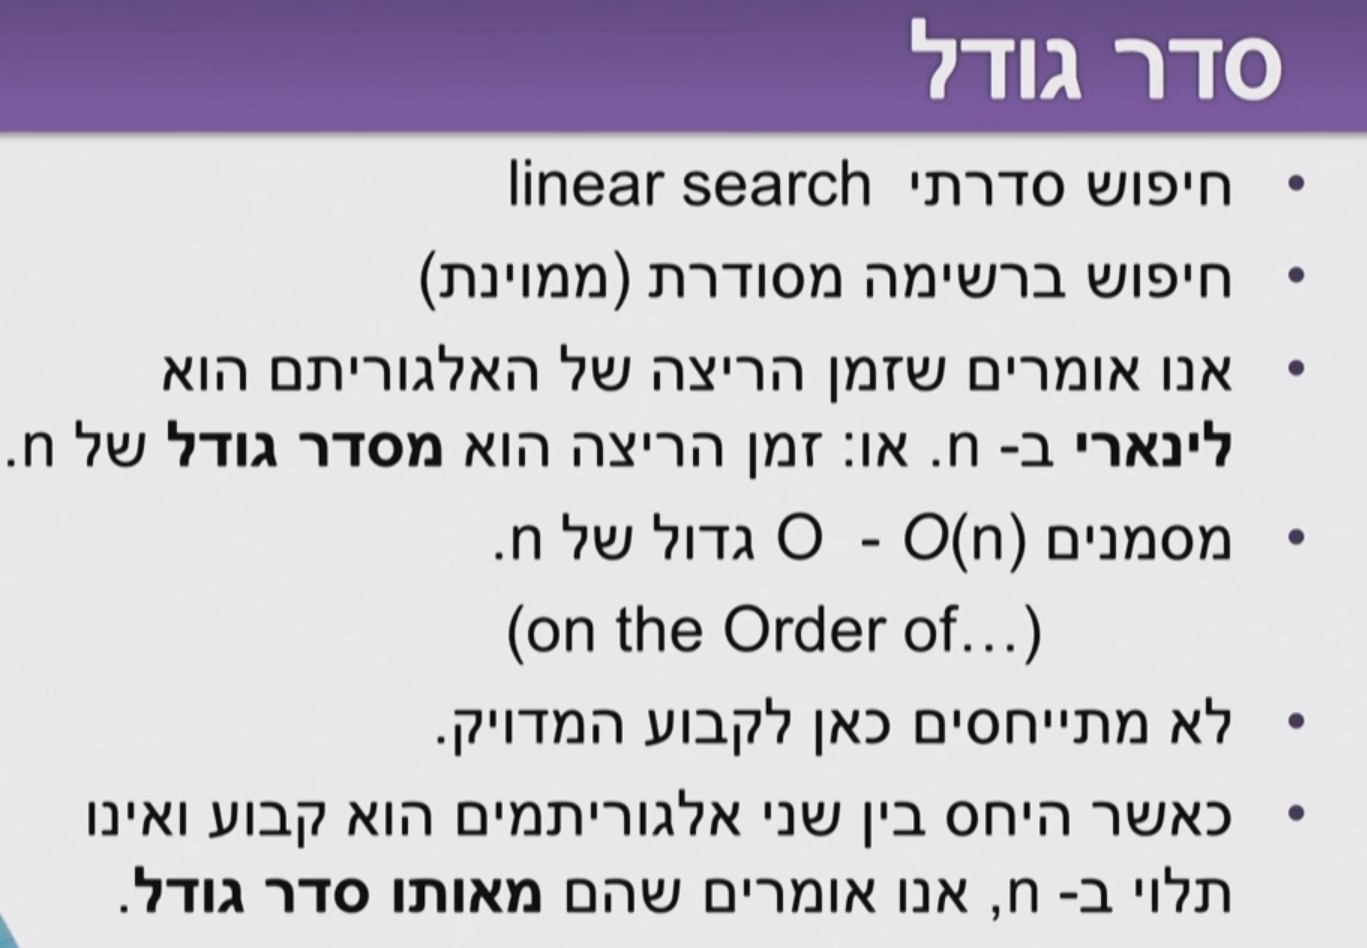 סדר גודל
• חיפוש סדרתי linear search
• חיפוש ברשימה מסודרת (ממוינת)
• אנו אומרים שזמן הריצה של האלגוריתם הוא
לינארי ב- n. או: זמן הריצה הוא מסדר גודל של n.
• מסמנים O(n) - O גדול של n.
(on the Order of…)
• לא מתייחסים כאן לקבוע המדויק.
• כאשר היחס בין שני אלגוריתמים הוא קבוע ואינו
תלוי ב- n, אנו אומרים שהם מאותו סדר גודל.